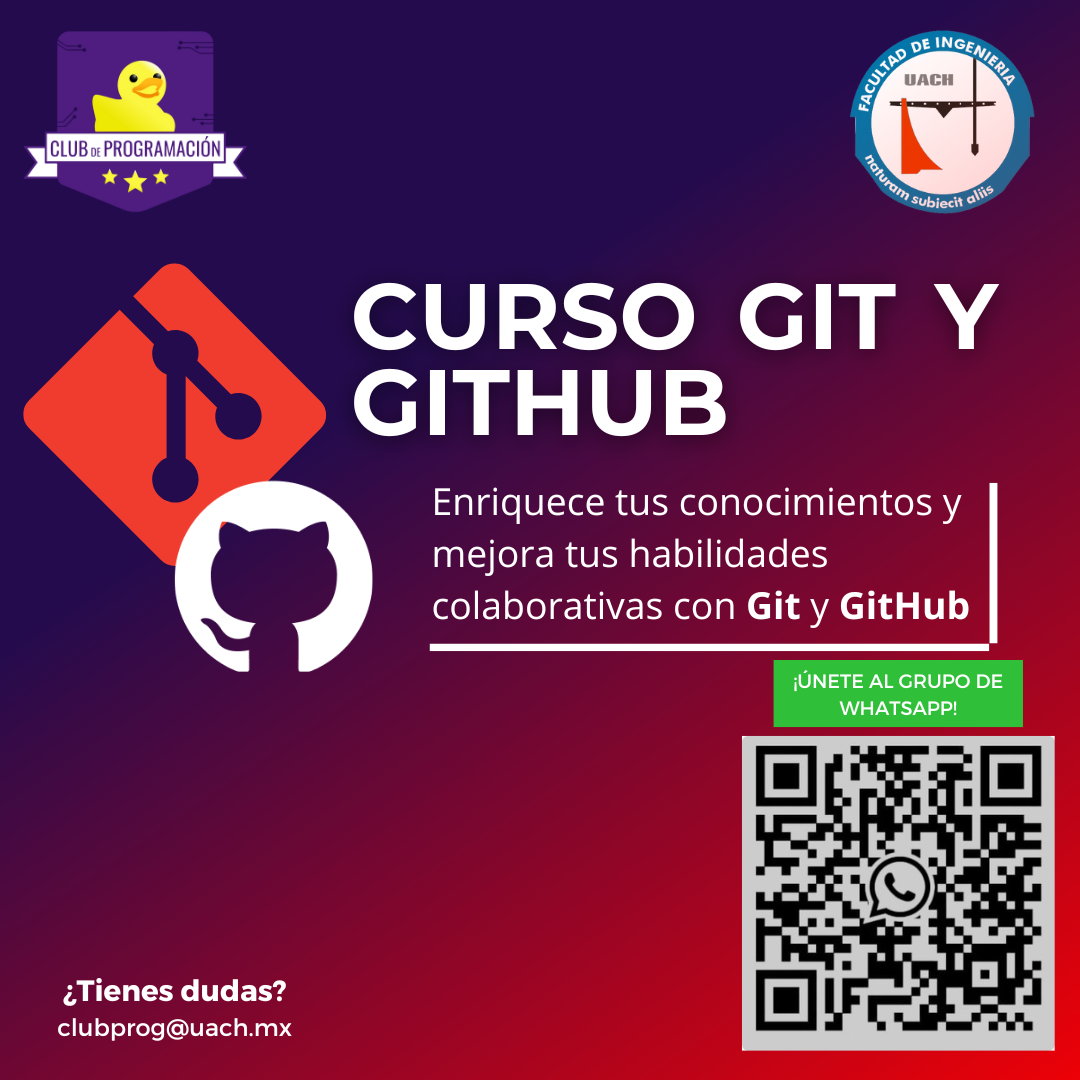 CLUB DE PROGRAMACIÓN
FACULTAD DE INGENIERÍA
UACH
naturam subiecit aliis
CURSO GIT Y
GITHUB
Enriquece tus conocimientos y
mejora tus habilidades
colaborativas con Git y GitHub
¡ÚNETE AL GRUPO DE
WHATSAPP!
¿Tienes dudas?
clubprog@uach.mx